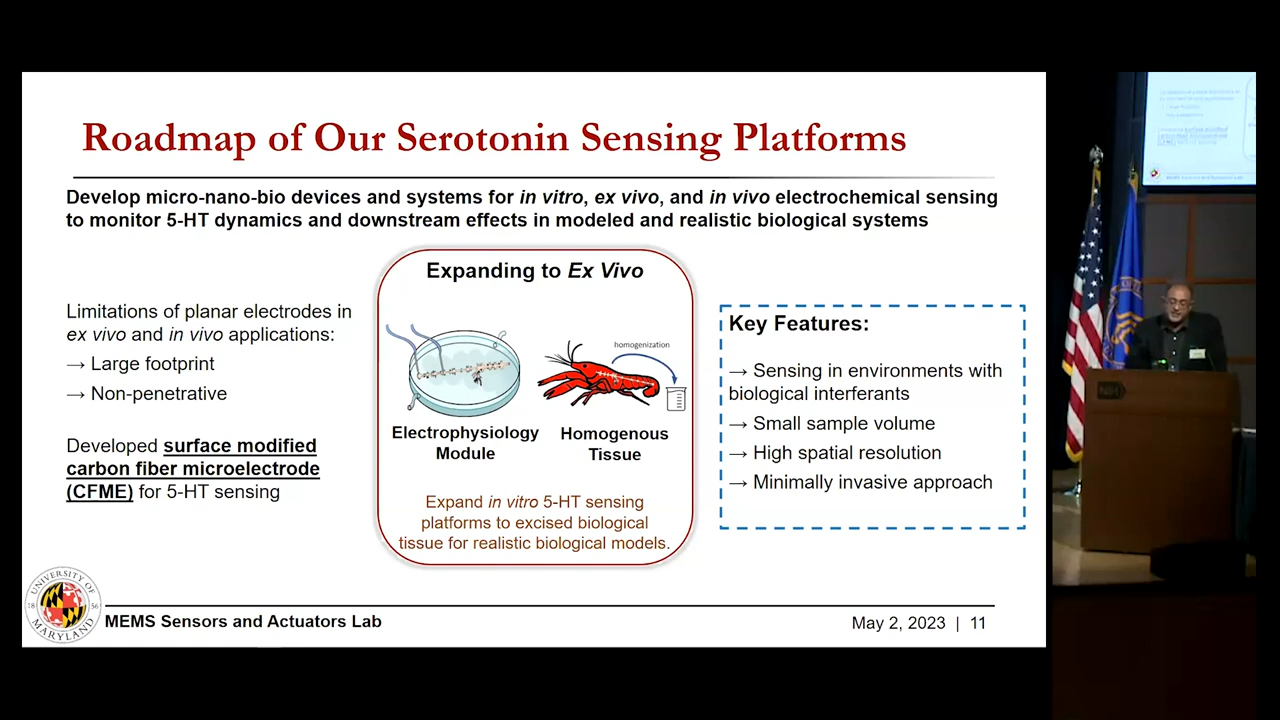 Roadmap of Our Serotonin Sensing Platforms
Develop micro-nano-bio devices and systems for in vitro, ex vivo, and in vivo electrochemical sensing
to monitor 5-HT dynamics and downstream effects in modeled and realistic biological systems
Limitations of planar electrodes in
ex vivo and in vivo applications:
→ Large footprint
→ Non-penetrative
Developed surface modified
carbon fiber microelectrode
(CFME) for 5-HT sensing
Expanding to Ex Vivo
homogenization
Electrophysiology
Module
Homogenous
Tissue
Expand in vitro 5-HT sensing
platforms to excised biological
tissue for realistic biological models.
Key Features:
→ Sensing in environments with
biological interferants
→ Small sample volume
→ High spatial resolution
→ Minimally invasive approach
UNIVERSITY OF
18 56
MARYLAND
MEMS Sensors and Actuators Lab
May 2, 2023 | 11
NIH